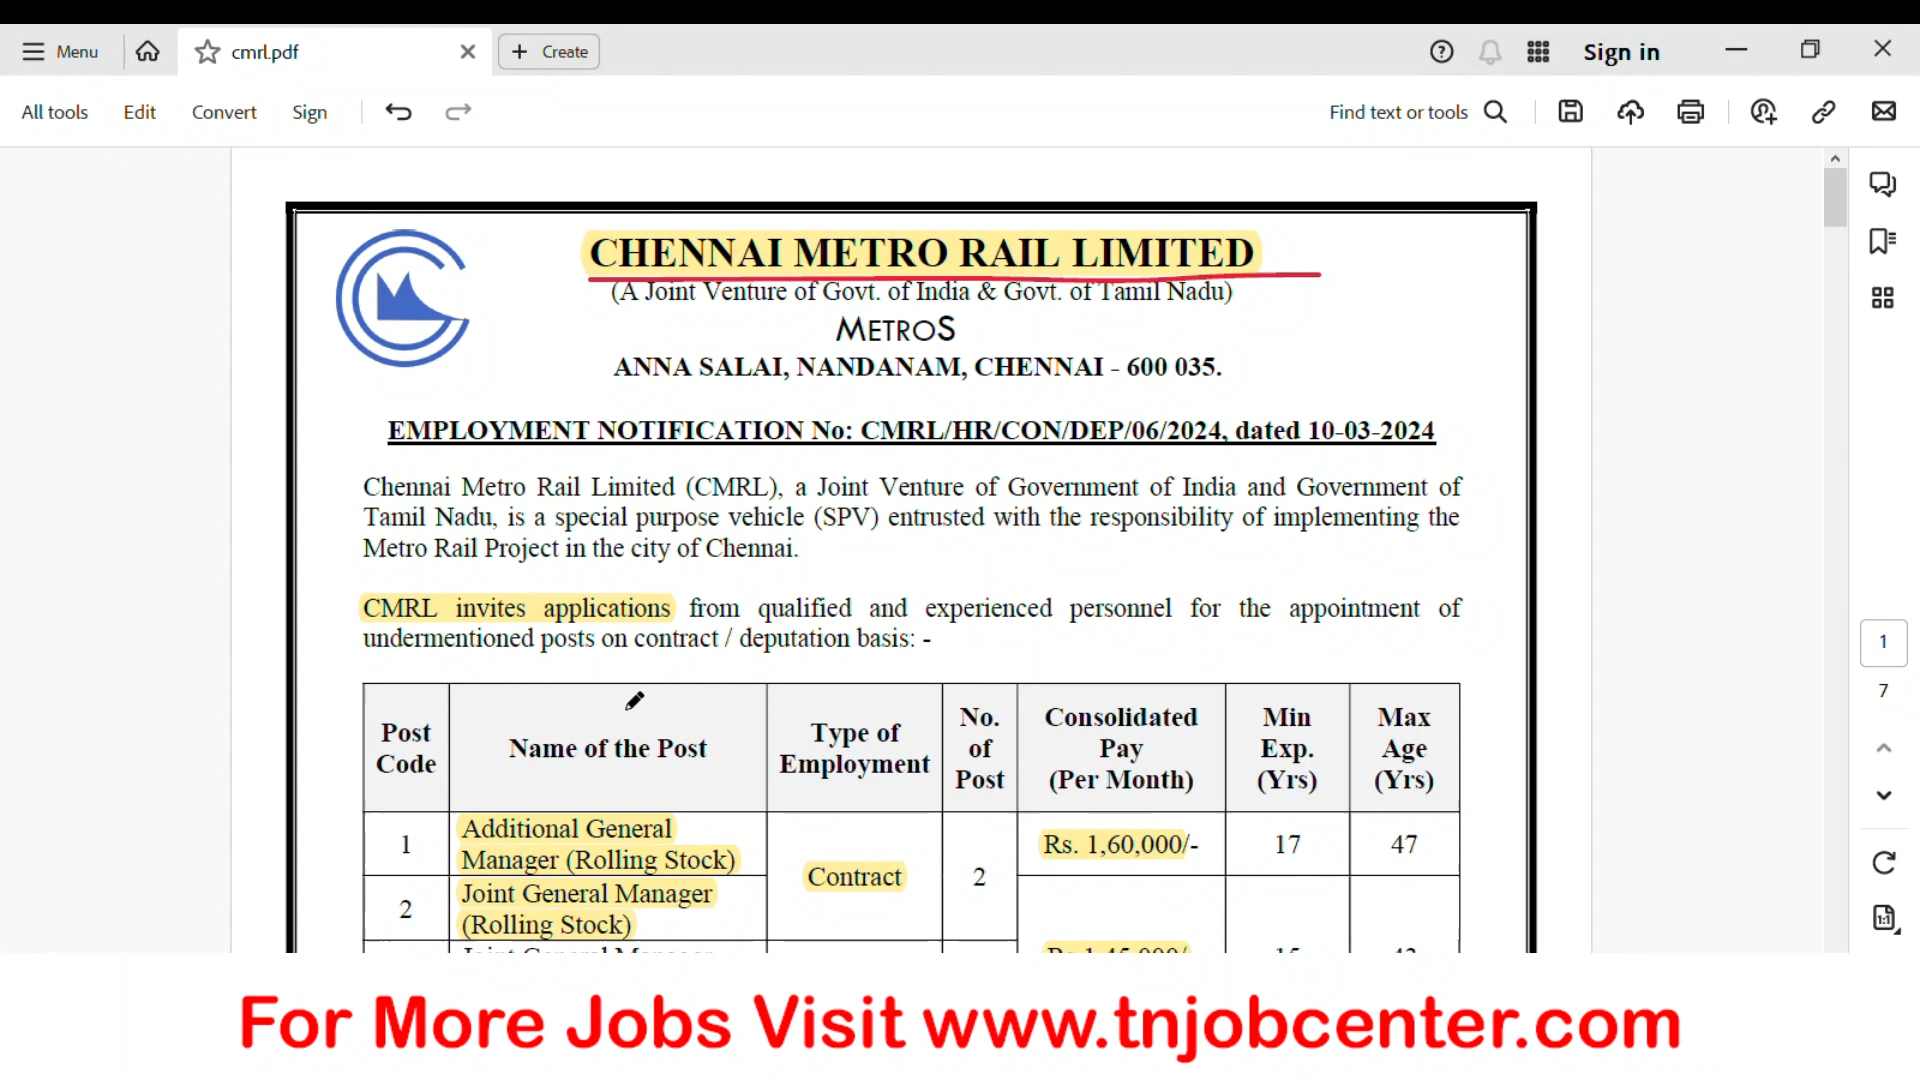 Menu
cmrl.pdf
Create
Sign in
All tools
Edit
Convert
Sign
Find text or tools
CHENNAI METRO RAIL LIMITED
(A Joint Venture of Govt. of India & Govt. of Tamil Nadu)
METROS
ANNA SALAI, NANDANAM, CHENNAI - 600 035.
EMPLOYMENT NOTIFICATION No: CMRL/HR/CON/DEP/06/2024, dated 10-03-2024
Chennai Metro Rail Limited (CMRL), a Joint Venture of Government of India and Government of
Tamil Nadu, is a special purpose vehicle (SPV) entrusted with the responsibility of implementing the
Metro Rail Project in the city of Chennai.
CMRL invites applications from qualified and experienced personnel for the appointment of
undermentioned posts on contract / deputation basis: -
Post
Code
Name of the Post
Type of
Employment
No.
of
Post
Consolidated
Pay
(Per Month)
Min
Exp.
(Yrs)
Max
Age
(Yrs)
1
Additional General
Manager (Rolling Stock)
Contract
2
Rs. 1,60,000/-
17
47
2
Joint General Manager
(Rolling Stock)
1
7
1:1
For More Jobs Visit www.tnjobcenter.com